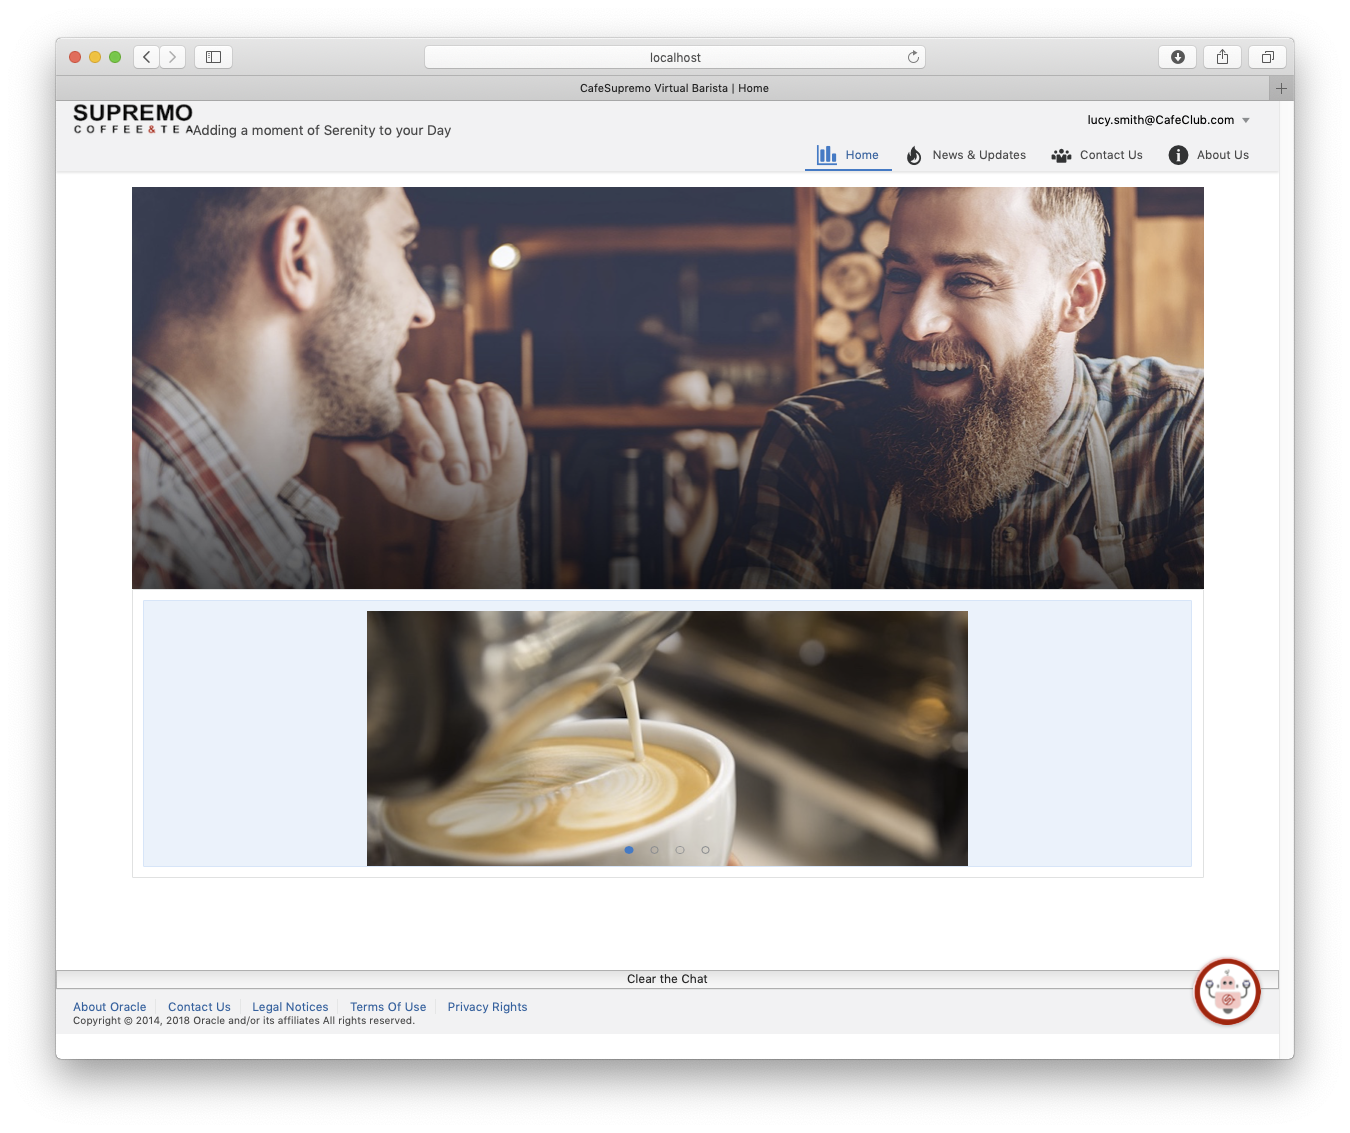 localhost
CafeSupremo Virtual Barista | Home
SUPREMO
COFFEE&TEA
Adding a moment of Serenity to your Day
lucy.smith@CafeClub.com
Home
News & Updates
Contact Us
About Us
Clear the Chat
About Oracle
Contact Us
Legal Notices
Terms Of Use
Privacy Rights
Copyright © 2014, 2018 Oracle and/or its affiliates All rights reserved.